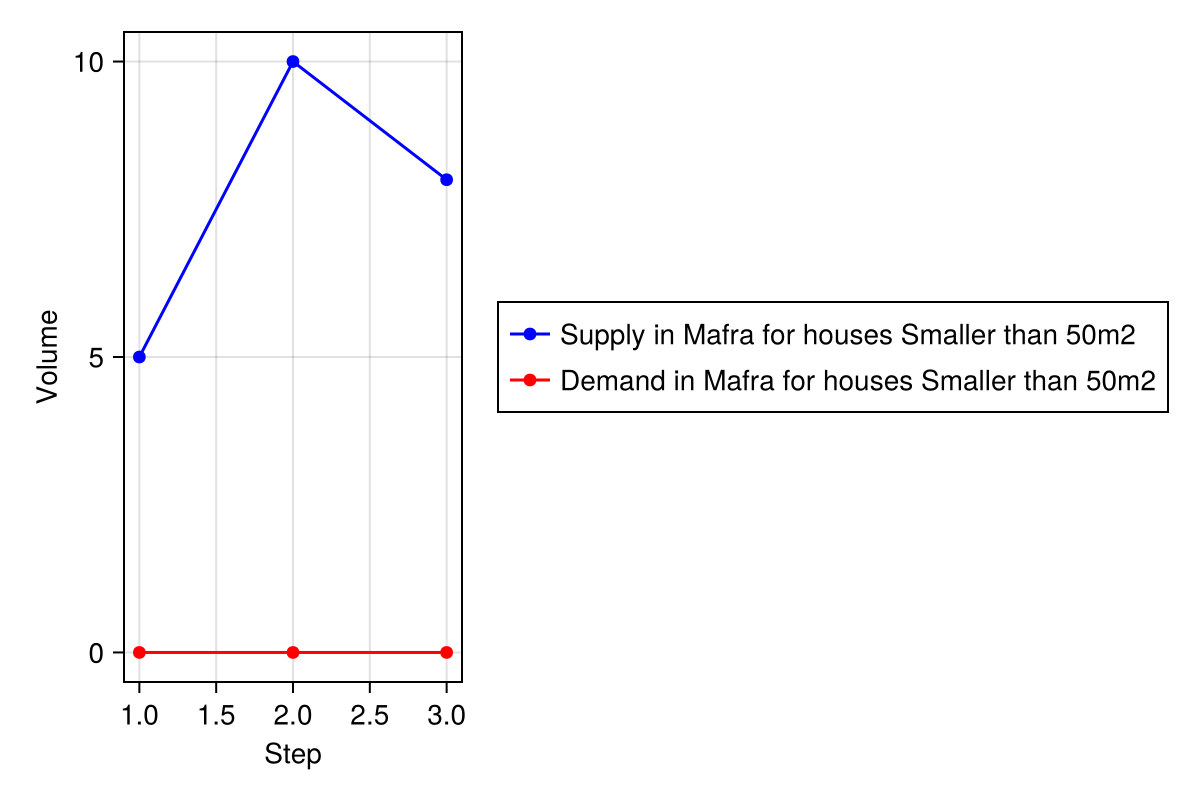 10
5
0
Volume
1.0 1.5 2.0 2.5 3.0
Step
Supply in Mafra for houses Smaller than 50m2
Demand in Mafra for houses Smaller than 50m2